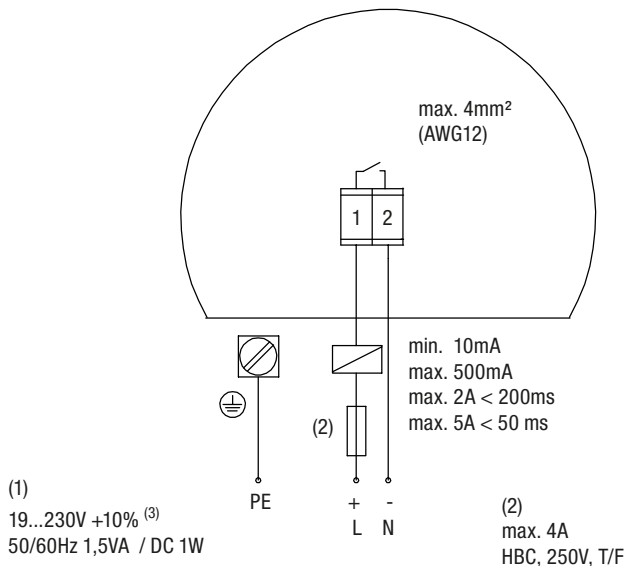 max. 4mm²
(AWG12)
1 2
min. 10mA
max. 500mA
max. 2A < 200ms
max. 5A < 50 ms
(2)
PE
+ -
L N
(1)
19...230V +10% (3)
50/60Hz 1,5VA / DC 1W
(2)
max. 4A
HBC, 250V, T/F